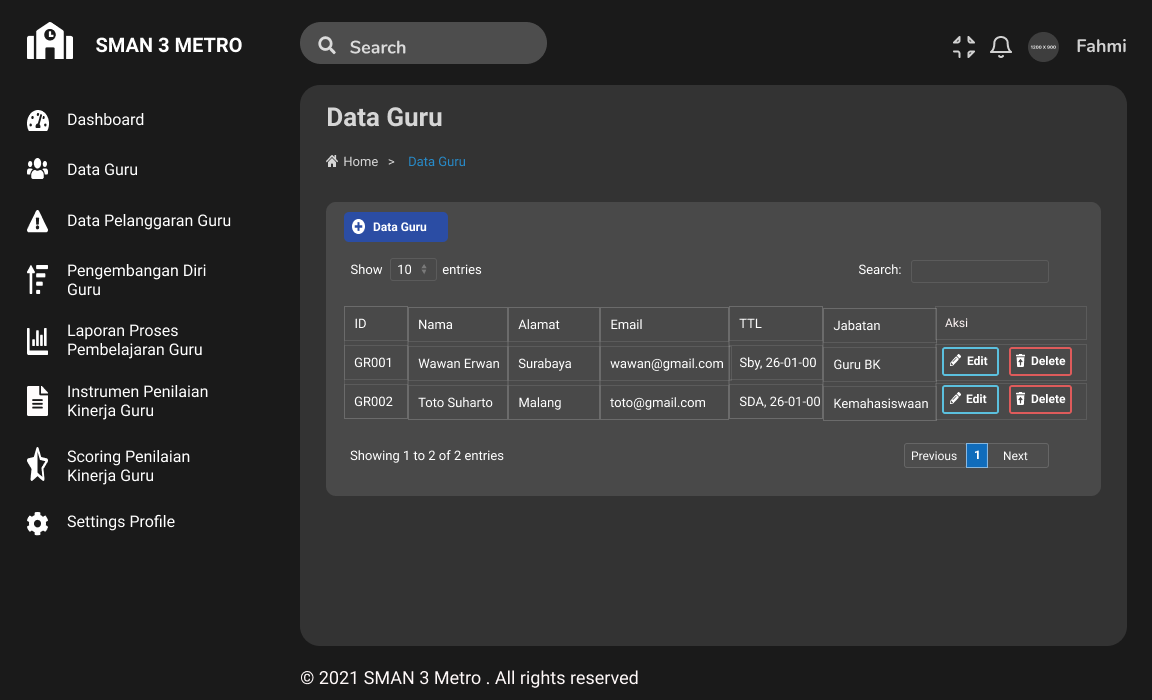 SMAN 3 METRO
Search
1200 X 900
Fahmi
Dashboard
Data Guru
Data Pelanggaran Guru
Pengembangan Diri
Guru
Laporan Proses
Pembelajaran Guru
Instrumen Penilaian
Kinerja Guru
Scoring Penilaian
Kinerja Guru
Settings Profile
Data Guru
Home > Data Guru
Data Guru
Show 10 entries Search:
ID Nama Alamat Email TTL Jabatan Aksi
GR001 Wawan Erwan Surabaya wawan@gmail.com Sby, 26-01-00 Guru BK Edit Delete
GR002 Toto Suharto Malang toto@gmail.com SDA, 26-01-00 Kemahasiswaan Edit Delete
Showing 1 to 2 of 2 entries Previous 1 Next
© 2021 SMAN 3 Metro . All rights reserved